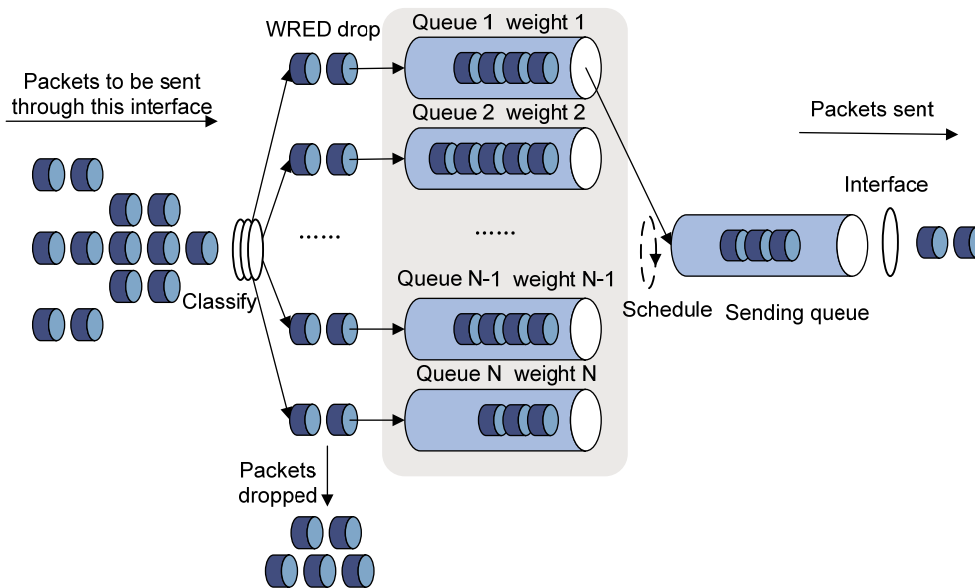 WRED drop
Queue 1 weight 1
Packets to be sent
through this interface
Queue 2 weight 2
Packets sent
Interface
......
......
Classify
Queue N-1 weight N-1
Schedule
Sending queue
Queue N weight N
Packets
dropped